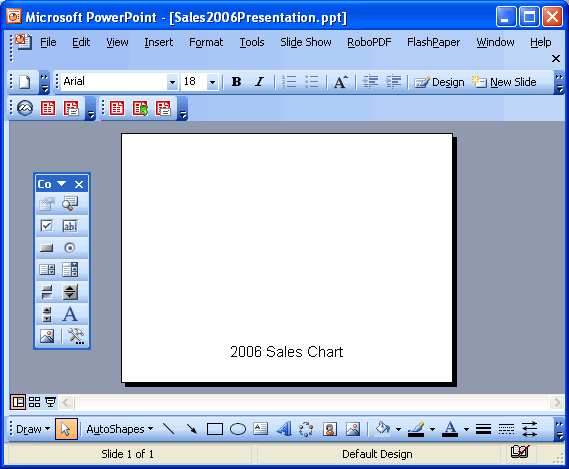 Microsoft PowerPoint - [Sales2006Presentation.ppt]
File Edit View Insert Format Tools Slide Show RoboPDF FlashPaper Window Help
Arial 18 B I A Design New Slide
Co
ab
A
2006 Sales Chart
Draw AutoShapes A A
Slide 1 of 1 Default Design